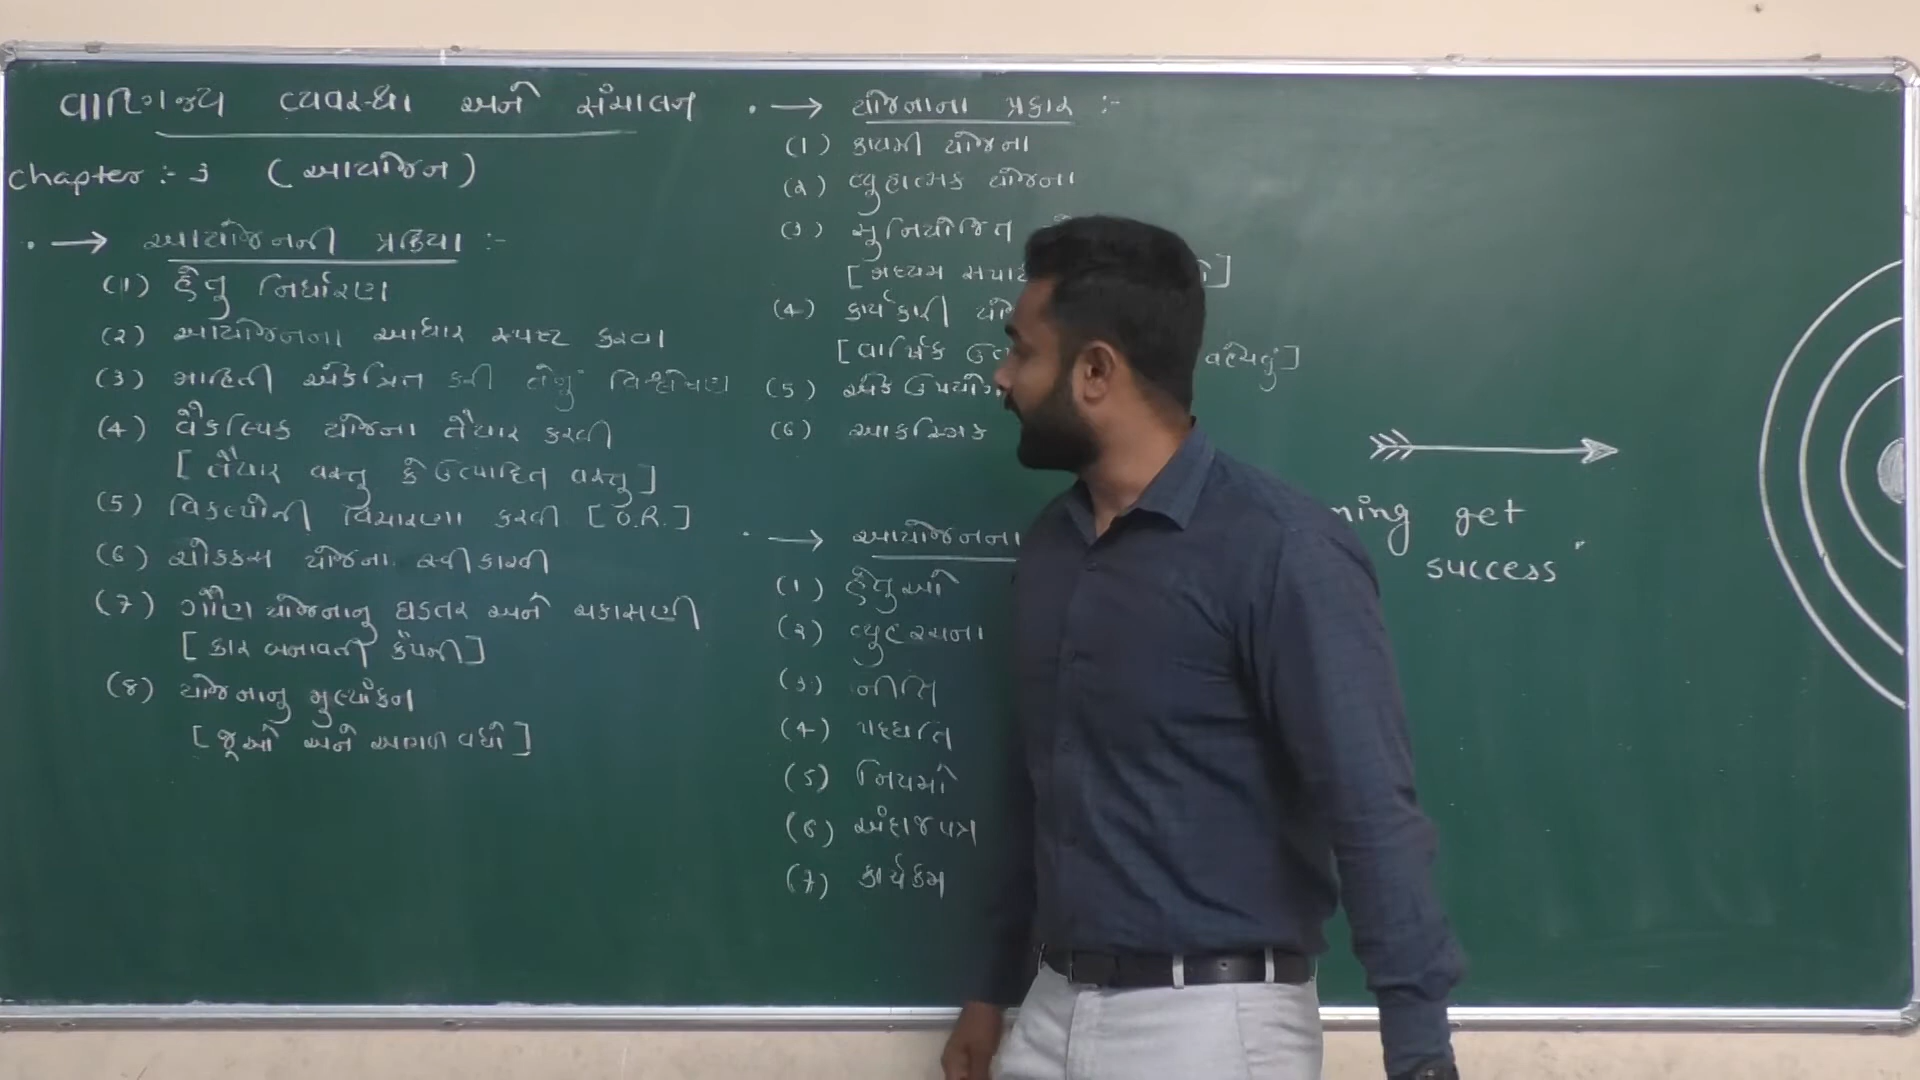 વાણિજ્ય વ્યવસ્થા અને સંચાલન
chapter :- 3 (આયોજન)
→ આયોજનની પ્રક્રિયા :-
(1) હેતુ નિર્ધારણ
(2) આયોજનના આધાર સ્પષ્ટ કરવા
(3) માહિતી એકત્રિત કરી તેનું વિશ્લેષણ
(4) વૈકલ્પિક યોજના તૈયાર કરવી
[તૈયાર વસ્તુ કે ઉત્પાદિત વસ્તુ]
(5) વિકલ્પોની વિચારણા કરવી [O.R.]
(6) ચોક્કસ યોજના સ્વીકારવી
(7) ગૌણ યોજનાનુ ઘડતર અને ચકાસણી
[કાર બનાવતી કંપની]
(8) યોજનાનુ મુલ્યાંકન
[જૂઓ અને આગળ વધો]
→ યોજનાના પ્રકાર :-
(1) કાયમી યોજના
(2) વ્યુહાત્મક યોજના
(3) સુનિયોજિત
[મધ્યમ
(4) કાર્યકારી
[વાર્ષિક
(5) એક ઉપયોગ
(6) આકસ્મિક
→ આયોજનના
(1) હેતુઓ
(2) વ્યુહરચના
(3) નીતિ
(4) પદ્ધતિ
(5) નિયમો
(6) અંદાજપત્ર
(7) કાર્યક્રમ
get
success"